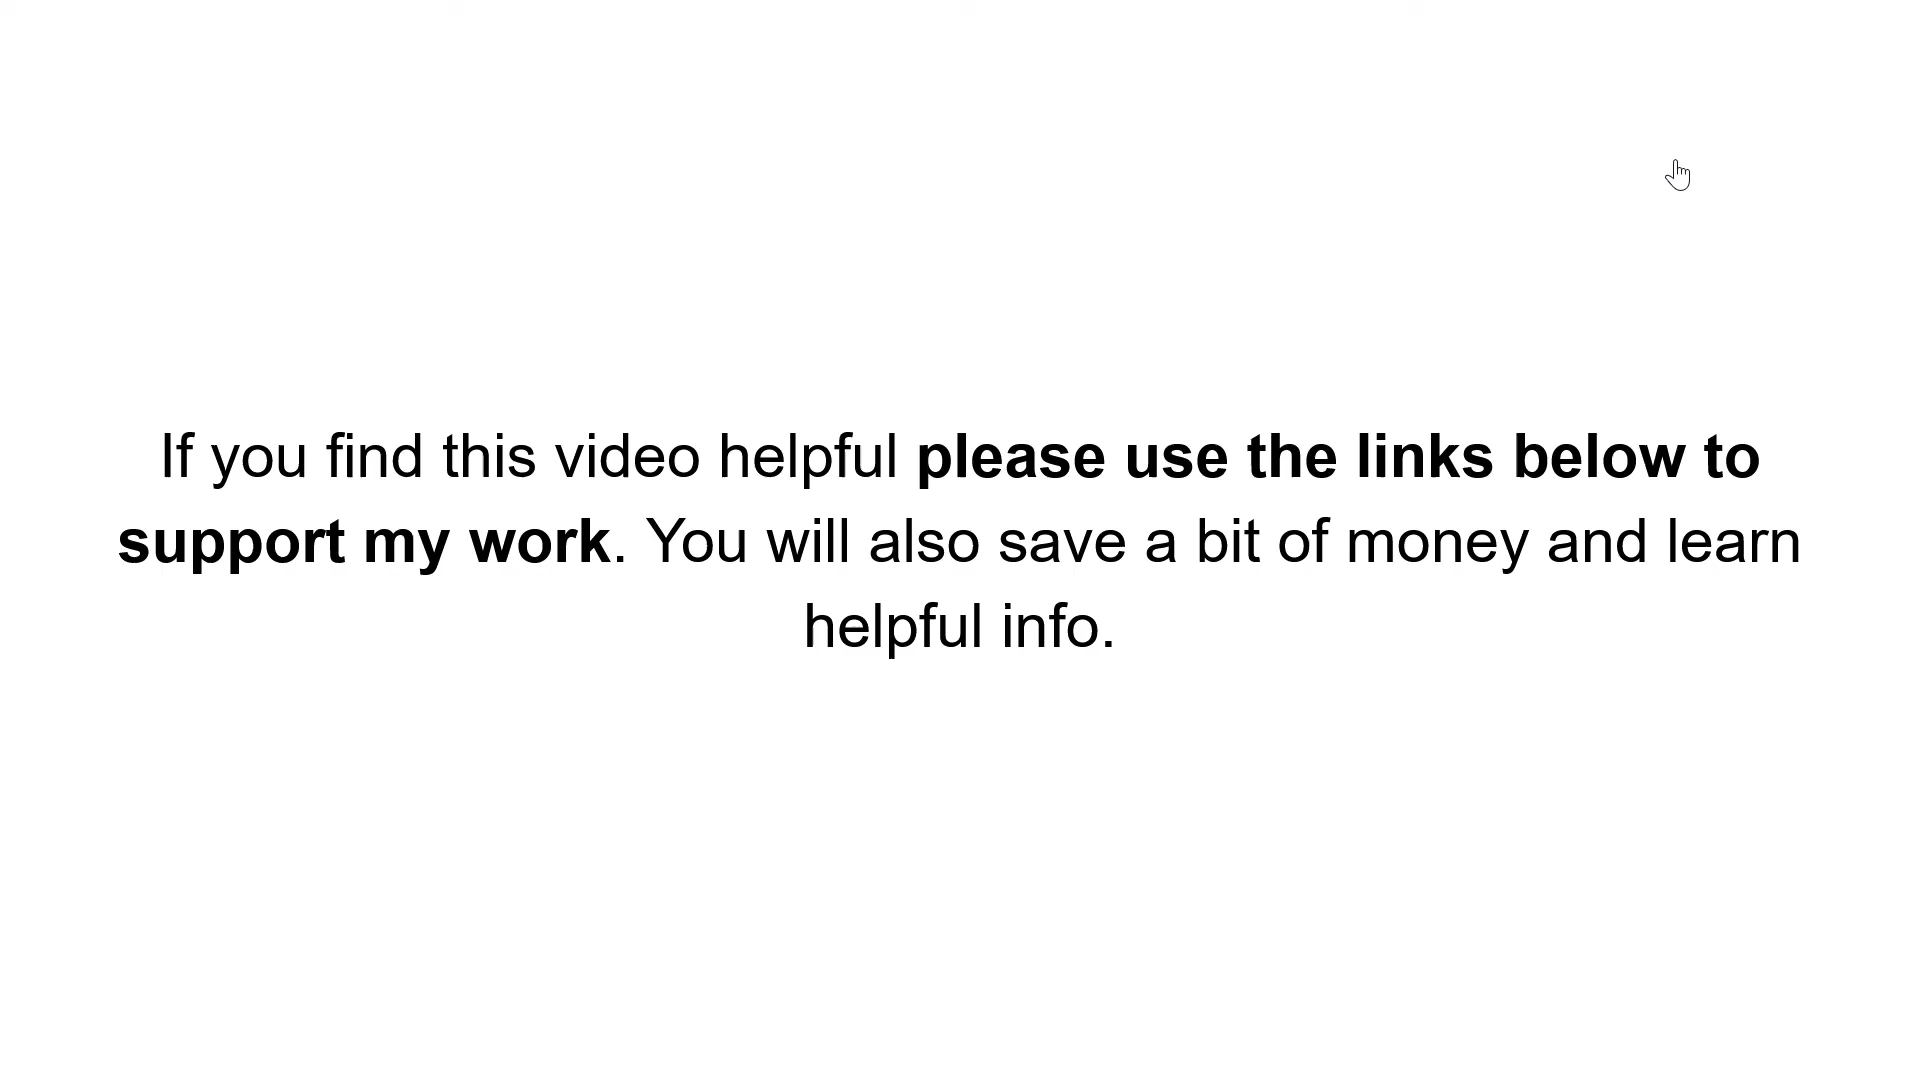 If you find this video helpful please use the links below to
support my work. You will also save a bit of money and learn
helpful info.